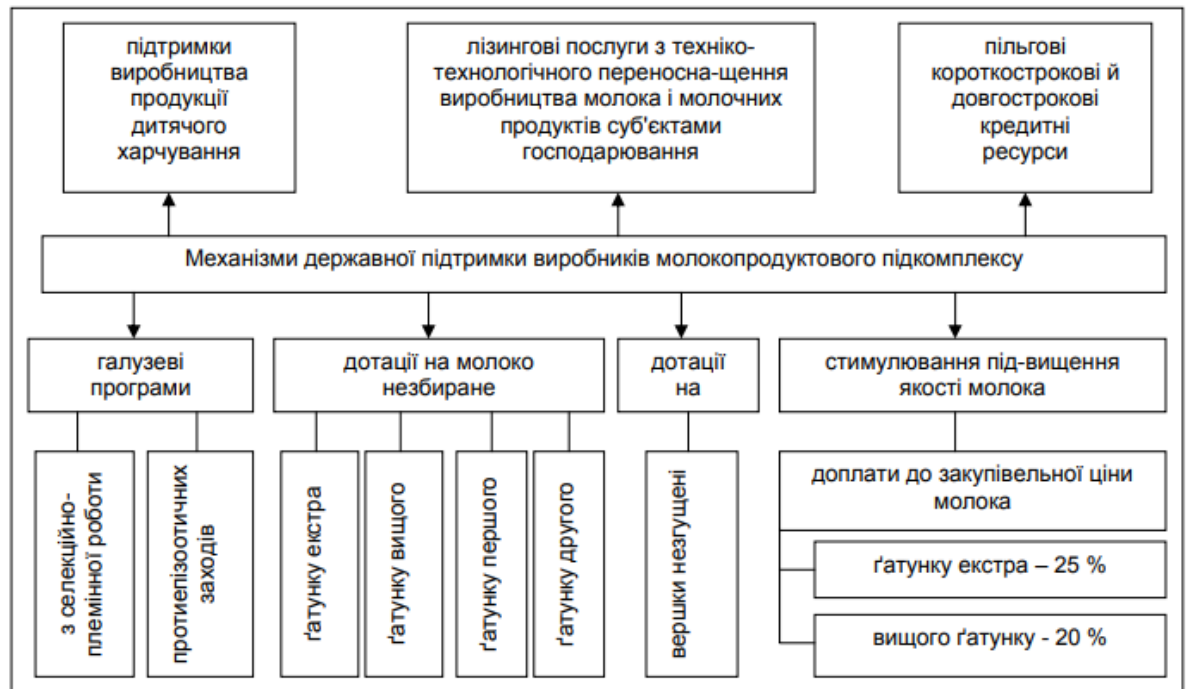 підтримки
виробництва
продукції
дитячого
харчування
лізингові послуги з техніко-
технологічного переносна-щення
виробництва молока і молочних
продуктів суб'єктами
господарювання
пільгові
короткострокові й
довгострокові
кредитні
ресурси
Механізми державної підтримки виробників молокопродуктового підкомплексу
галузеві
програми
дотації на молоко
незбиране
дотації
на
стимулювання під-вищення
якості молока
з селекційно-
племінної роботи
протиепізоотичних
заходів
ґатунку екстра
ґатунку вищого
ґатунку першого
ґатунку другого
вершки незгущені
доплати до закупівельної ціни
молока
ґатунку екстра – 25 %
вищого ґатунку - 20 %